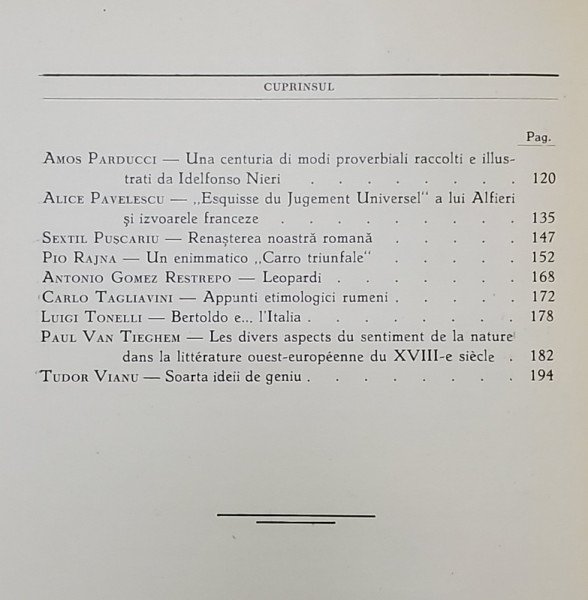 CUPRINSUL
Pag.
AMOS PARDUCCI — Una centuria di modi proverbiali raccolti e illus-
trati da Idelfonso Nieri . . . . . . . 120
ALICE PAVELESCU — „Esquisse du Jugement Universel" a lui Alfieri
și izvoarele franceze . . . . . . . . 135
SEXTIL PUSCARIU — Renașterea noastră romană . . . . . 147
PIO RAJNA — Un enimmatico „Carro triunfale" . . . . . 152
ANTONIO GOMEZ RESTREPO — Leopardi . . . . . . 168
CARLO TAGLIAVINI — Appunti etimologici rumeni . . . . . 172
LUIGI TONELLI — Bertoldo e... l'Italia . . . . . . . 178
PAUL VAN TIEGHEM — Les divers aspects du sentiment de la nature
dans la littérature ouest-européenne du XVIII-e siècle . 182
TUDOR VIANU — Soarta ideii de geniu . . . . . . . 194